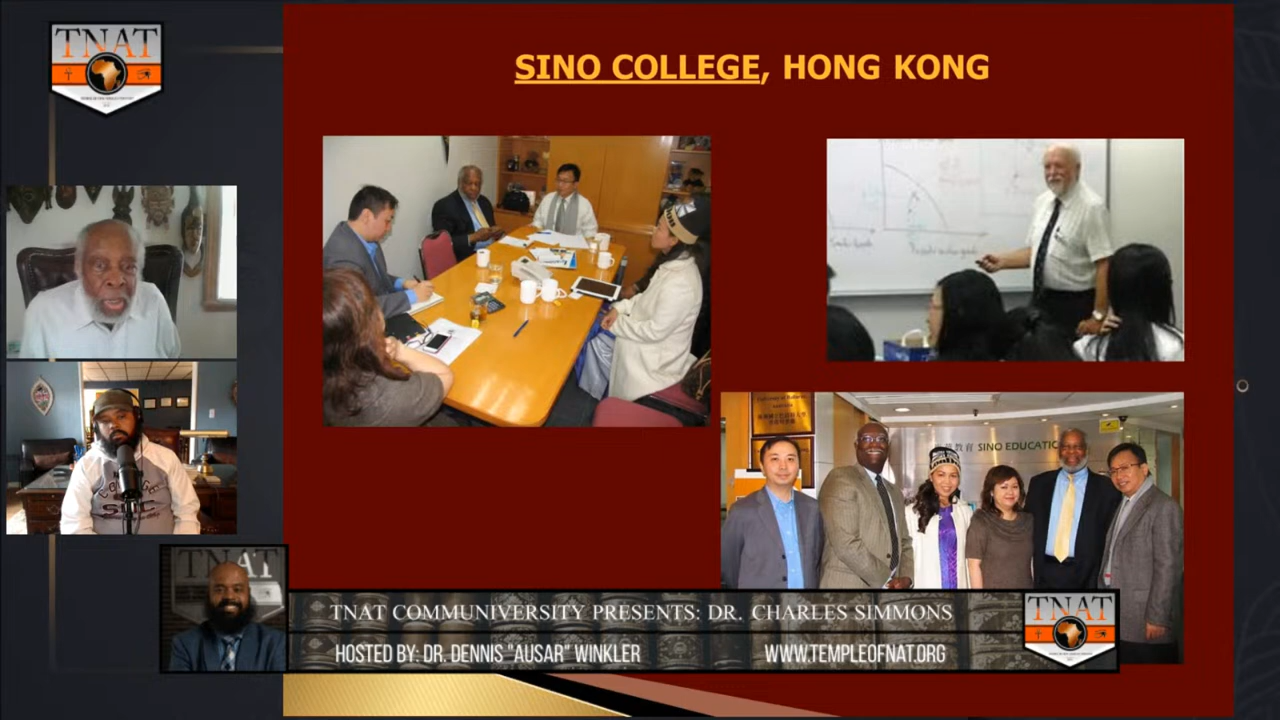 TNAT
SINO COLLEGE, HONG KONG
SINO EDUCATIO
TNAT
TNAT COMMUNIVERSITY PRESENTS: DR. CHARLES SIMMONS
HOSTED BY: DR. DENNIS "AUSAR" WINKLER
WWW.TEMPLEOFNAT.ORG
TNAT